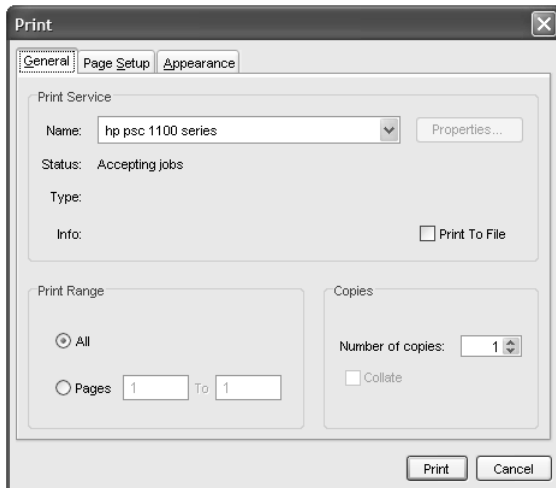 Print
General Page Setup Appearance
Print Service
Name: hp psc 1100 series Properties...
Status: Accepting jobs
Type:
Info: Print To File
Print Range
All
Pages 1 To 1
Copies
Number of copies: 1
Collate
Print Cancel